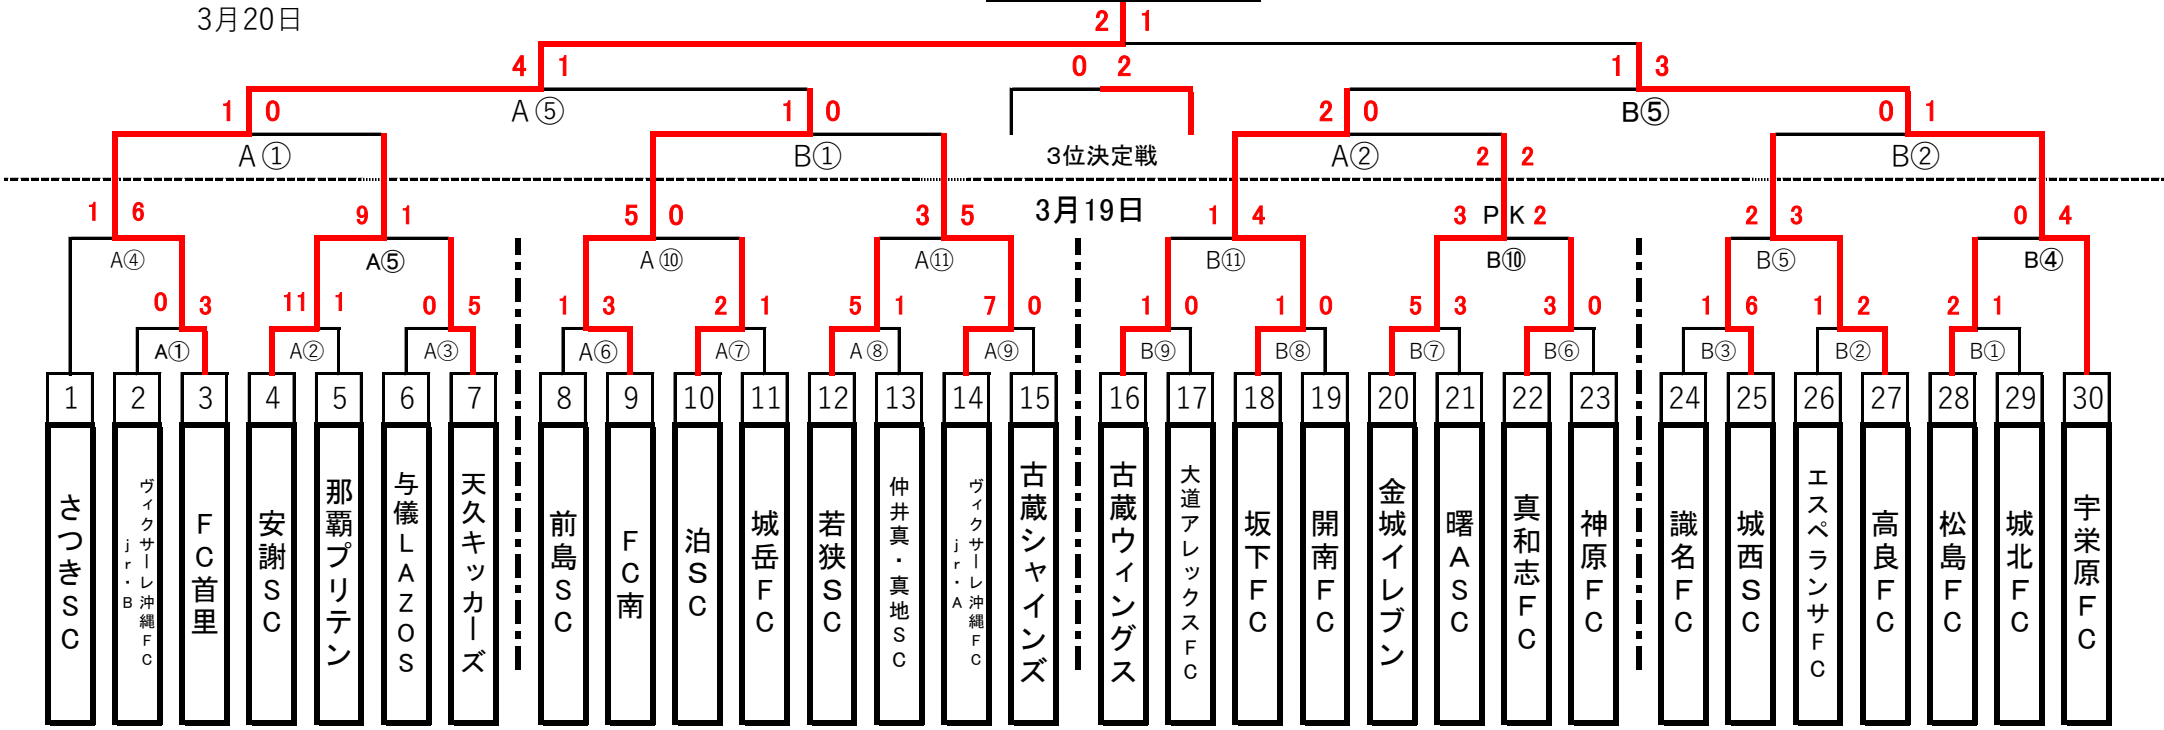 2 1
3月20日
4 1 0 2 1 3
1 0 A⑤ 1 0 2 0 B⑤ 0 1
A① B① 3位決定戦 A② 2 2 B②
3月19日
1 6 9 1 5 0 3 5 1 4 3 PK 2 2 3 0 4
A④ A⑤ A⑩ A⑪ B⑪ B⑩ B⑤ B④
0 3 11 1 0 5 1 3 2 1 5 1 7 0 1 0 1 0 5 3 3 0 1 6 1 2 2 1
A① A② A③ A⑥ A⑦ A⑧ A⑨ B⑨ B⑧ B⑦ B⑥ B③ B② B①
1 2 3 4 5 6 7 8 9 10 11 12 13 14 15 16 17 18 19 20 21 22 23 24 25 26 27 28 29 30
さつきSC
ヴィクサーレ沖縄FC
jr・B
FC首里
安謝SC
那覇プリテン
与儀LAZOS
天久キッカーズ
前島SC
FC南
泊SC
城岳FC
若狭SC
仲井真・真地SC
ヴィクサーレ沖縄FC
jr・A
古蔵シャインズ
古蔵ウィングス
大道アレックスFC
坂下FC
開南FC
金城イレブン
曙ASC
真和志FC
神原FC
識名FC
城西SC
エスペランサFC
高良FC
松島FC
城北FC
宇栄原FC